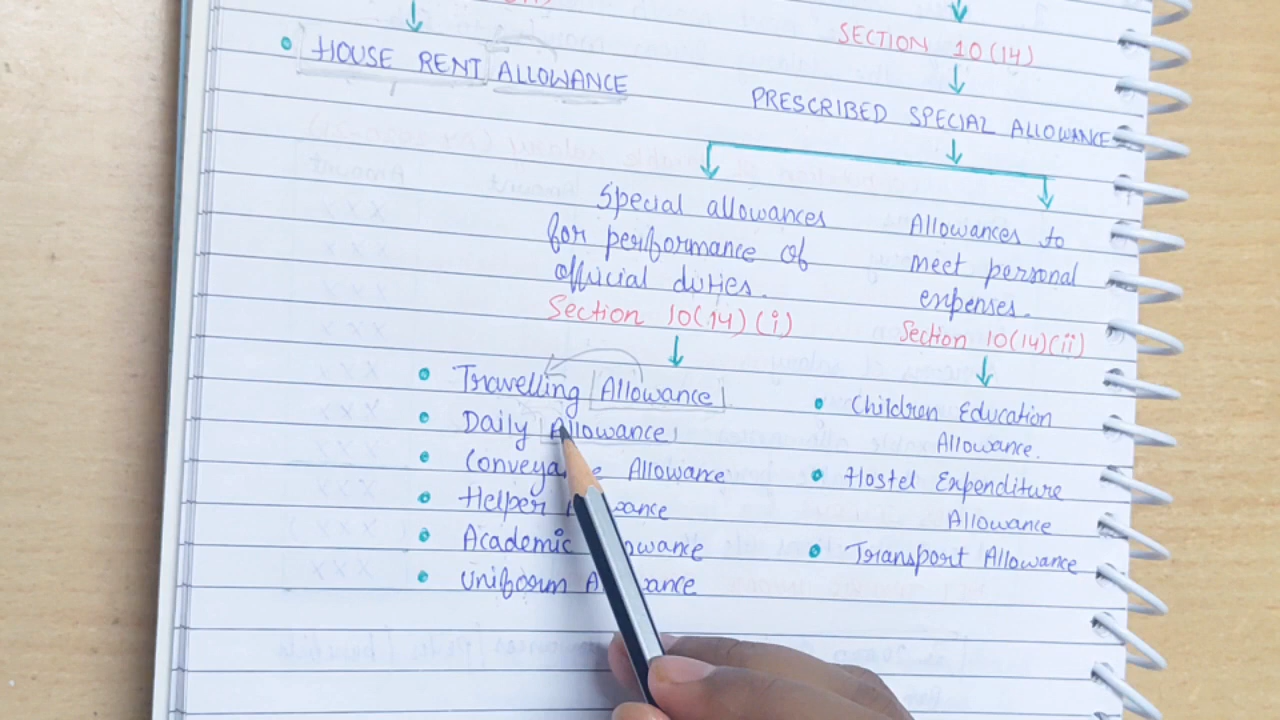 HOUSE RENT ALLOWANCE
SECTION 10(14)
PRESCRIBED SPECIAL ALLOWANCE
Special allowances
for performance of
official duties.
Section 10(14)(i)
Travelling Allowance
Daily Allowance
Allowance
Helper
Academic
Uniform
Allowances to
meet personal
expenses.
Section 10(14)(ii)
Children Education
Allowance.
Hostel Expenditure
Allowance
Transport Allowance